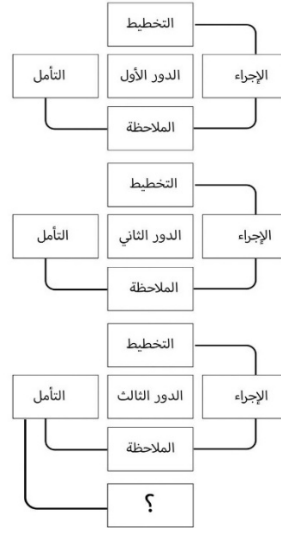 التخطيط
الإجراء
الدور الأول
التأمل
الملاحظة
التخطيط
الإجراء
الدور الثاني
التأمل
الملاحظة
التخطيط
الإجراء
الدور الثالث
التأمل
الملاحظة
؟